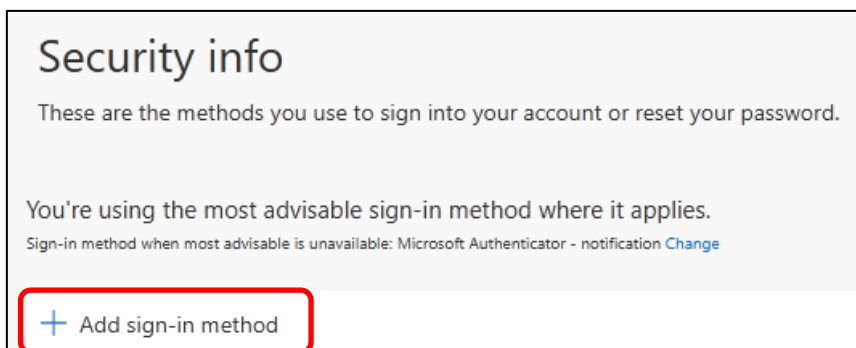 Security info
These are the methods you use to sign into your account or reset your password.
You're using the most advisable sign-in method where it applies.
Sign-in method when most advisable is unavailable: Microsoft Authenticator - notification Change
+ Add sign-in method